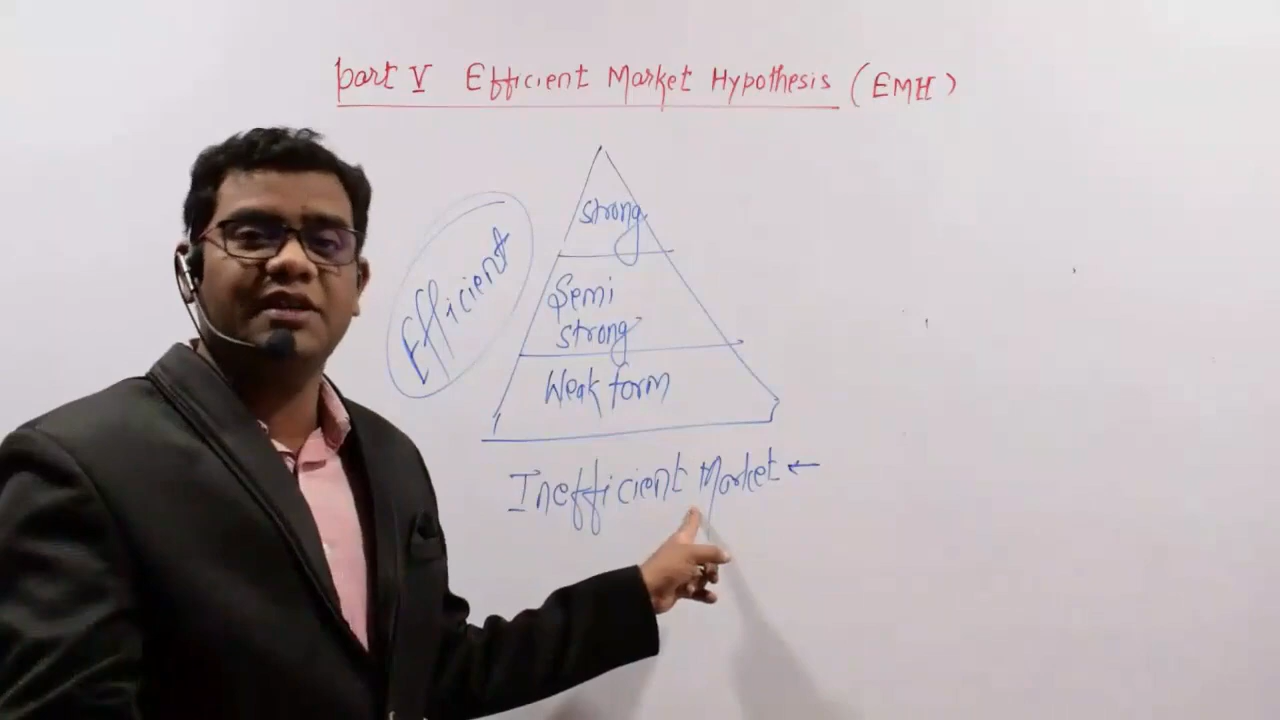 Part V Efficient Market Hypothesis (EMH)
Efficient
strong
Semi
strong
Weak form
Inefficient Market ←